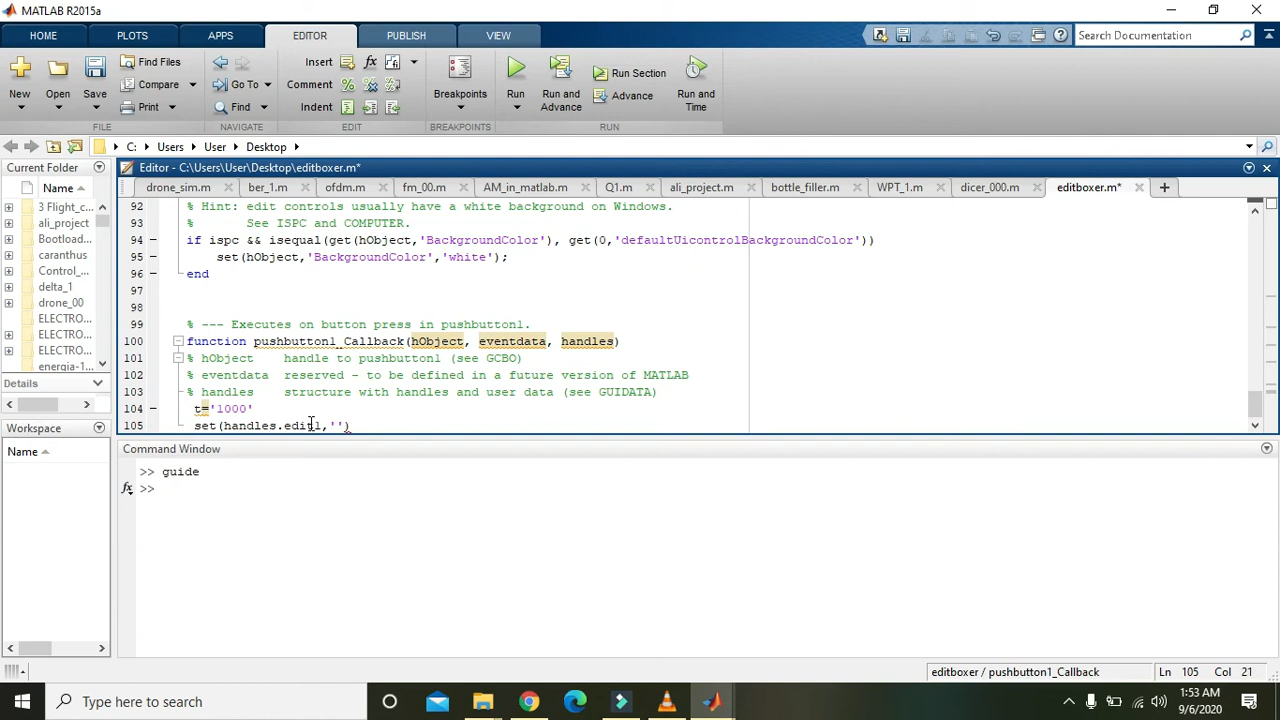 MATLAB R2015a
HOME PLOTS APPS EDITOR PUBLISH VIEW Search Documentation
New Open Save Find Files Compare Print
Insert fx Comment Indent
Go To Find
Breakpoints Run Run and Advance Run Section Advance Run and Time
FILE NAVIGATE EDIT BREAKPOINTS RUN
C: Users User Desktop
Current Folder
Name
3 Flight_c...
ali_project
Bootload...
caranthus
Control_...
delta_1
drone_00
ELECTRO...
ELECTRO...
ELECTRO...
energia-1...
Details
Workspace
Name
Editor - C:\Users\User\Desktop\editboxer.m*
drone_sim.m ber_1.m ofdm.m fm_00.m AM_in_matlab.m Q1.m ali_project.m bottle_filler.m WPT_1.m dicer_000.m editboxer.m*
92 % Hint: edit controls usually have a white background on Windows.
93 % See ISPC and COMPUTER.
94 if ispc && isequal(get(hObject,'BackgroundColor'), get(0,'defaultUicontrolBackgroundColor'))
95 set(hObject,'BackgroundColor','white');
96 end
97
98
99 % --- Executes on button press in pushbutton1.
100 function pushbutton1_Callback(hObject, eventdata, handles)
101 % hObject handle to pushbutton1 (see GCBO)
102 % eventdata reserved - to be defined in a future version of MATLAB
103 % handles structure with handles and user data (see GUIDATA)
104 t='1000'
105 set(handles.edit1,'')
Command Window
>> guide
fx >>
editboxer / pushbutton1_Callback Ln 105 Col 21
Type here to search
1:53 AM
9/6/2020